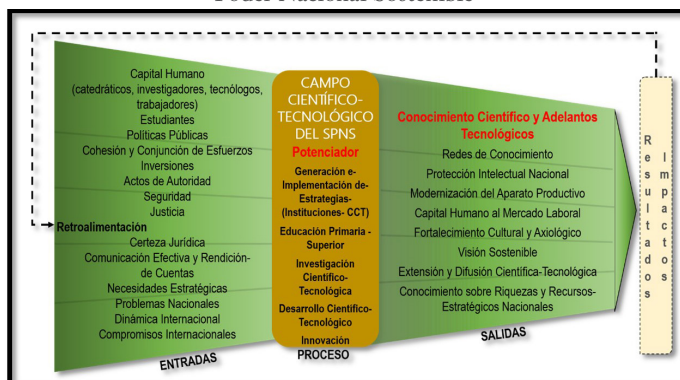 Poder Nacional Sostenible
Capital Humano
(catedráticos, investigadores, tecnólogos,
trabajadores)
Estudiantes
Políticas Públicas
Cohesión y Conjunción de Esfuerzos
Inversiones
Actos de Autoridad
Seguridad
Justicia
Retroalimentación
Certeza Jurídica
Comunicación Efectiva y Rendición-
de Cuentas
Necesidades Estratégicas
Problemas Nacionales
Dinámica Internacional
Compromisos Internacionales
ENTRADAS
CAMPO
CIENTÍFICO-
TECNOLÓGICO
DEL SPNS
Potenciador
Generación e-
Implementación de-
Estrategias-
(Instituciones- CCT)
Educación Primaria -
Superior
Investigación
Científico-
Tecnológica
Desarrollo Científico-
Tecnológico
Innovación
PROCESO
Conocimiento Científico y Adelantos
Tecnológicos
Redes de Conocimiento
Protección Intelectual Nacional
Modernización del Aparato Productivo
Capital Humano al Mercado Laboral
Fortalecimiento Cultural y Axiológico
Visión Sostenible
Extensión y Difusión Científica-Tecnológica
Conocimiento sobre Riquezas y Recursos-
Estratégicos Nacionales
SALIDAS
Resultados
Impactos